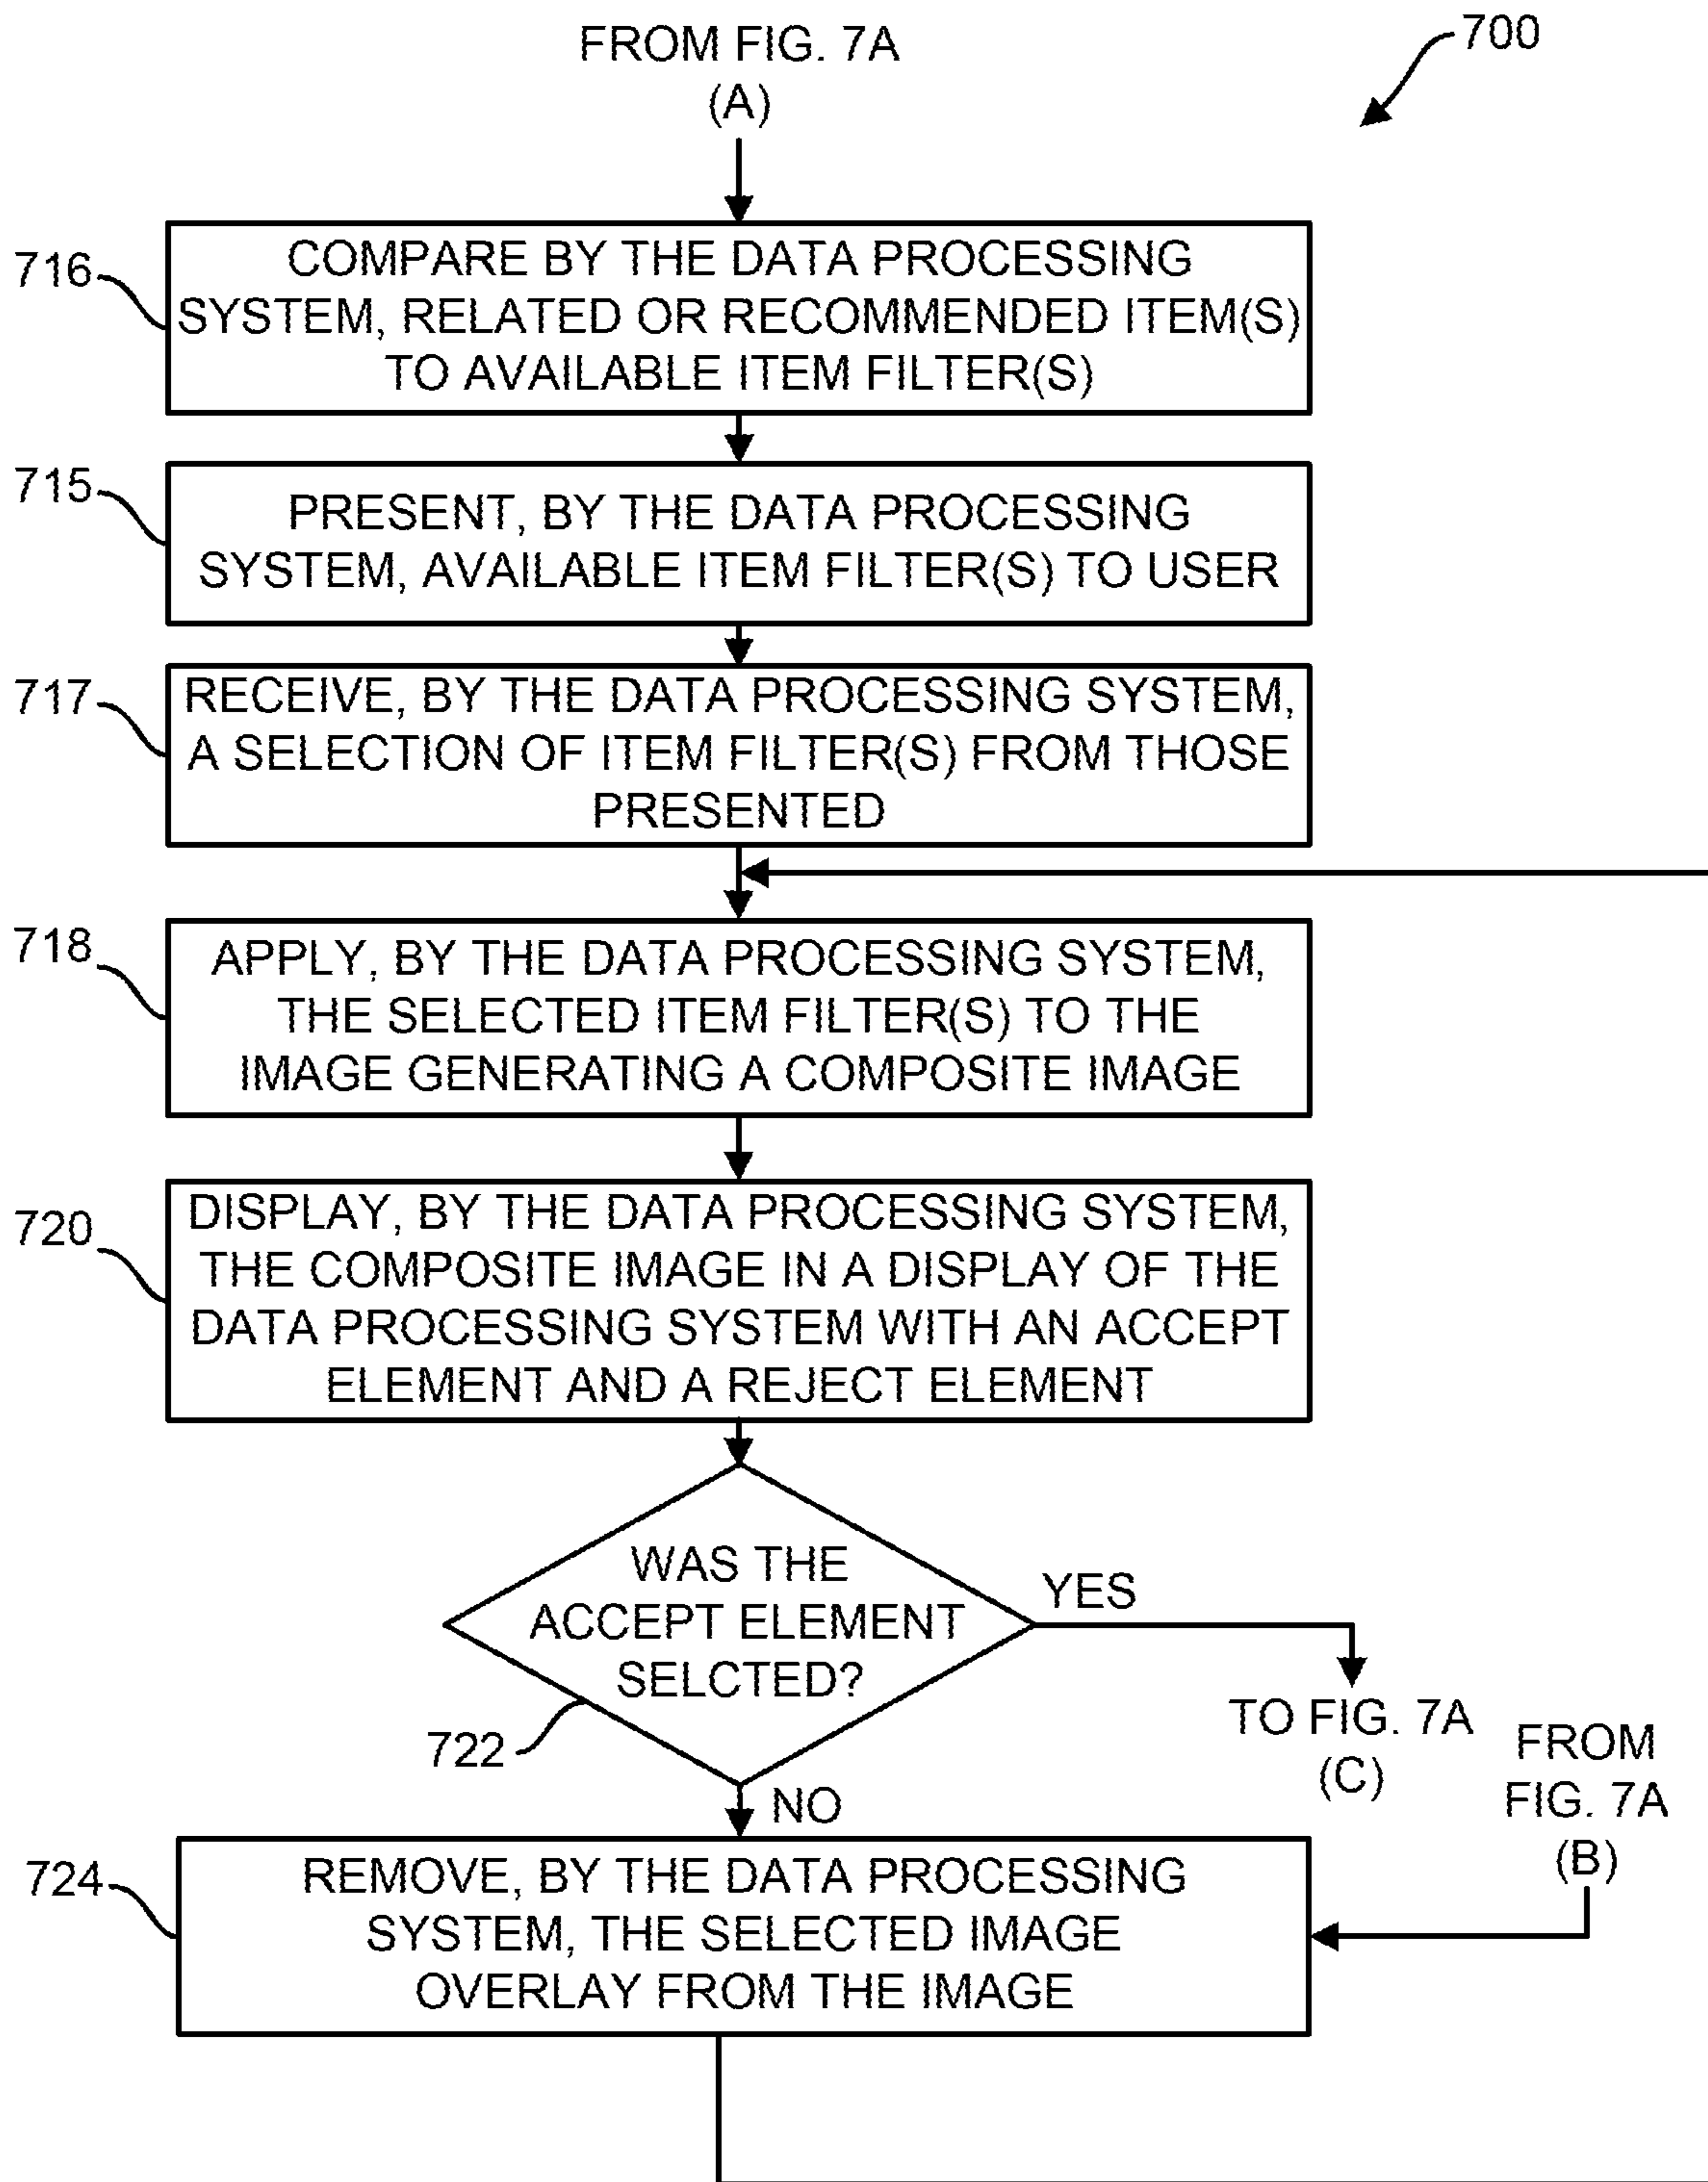 FROM FIG. 7A
(A)
700
716
COMPARE BY THE DATA PROCESSING
SYSTEM, RELATED OR RECOMMENDED ITEM(S)
TO AVAILABLE ITEM FILTER(S)
715
PRESENT, BY THE DATA PROCESSING
SYSTEM, AVAILABLE ITEM FILTER(S) TO USER
717
RECEIVE, BY THE DATA PROCESSING SYSTEM,
A SELECTION OF ITEM FILTER(S) FROM THOSE
PRESENTED
718
APPLY, BY THE DATA PROCESSING SYSTEM,
THE SELECTED ITEM FILTER(S) TO THE
IMAGE GENERATING A COMPOSITE IMAGE
720
DISPLAY, BY THE DATA PROCESSING SYSTEM,
THE COMPOSITE IMAGE IN A DISPLAY OF THE
DATA PROCESSING SYSTEM WITH AN ACCEPT
ELEMENT AND A REJECT ELEMENT
WAS THE
ACCEPT ELEMENT
SELCTED?
722
YES
TO FIG. 7A
(C)
FROM
FIG. 7A
(B)
NO
724
REMOVE, BY THE DATA PROCESSING
SYSTEM, THE SELECTED IMAGE
OVERLAY FROM THE IMAGE